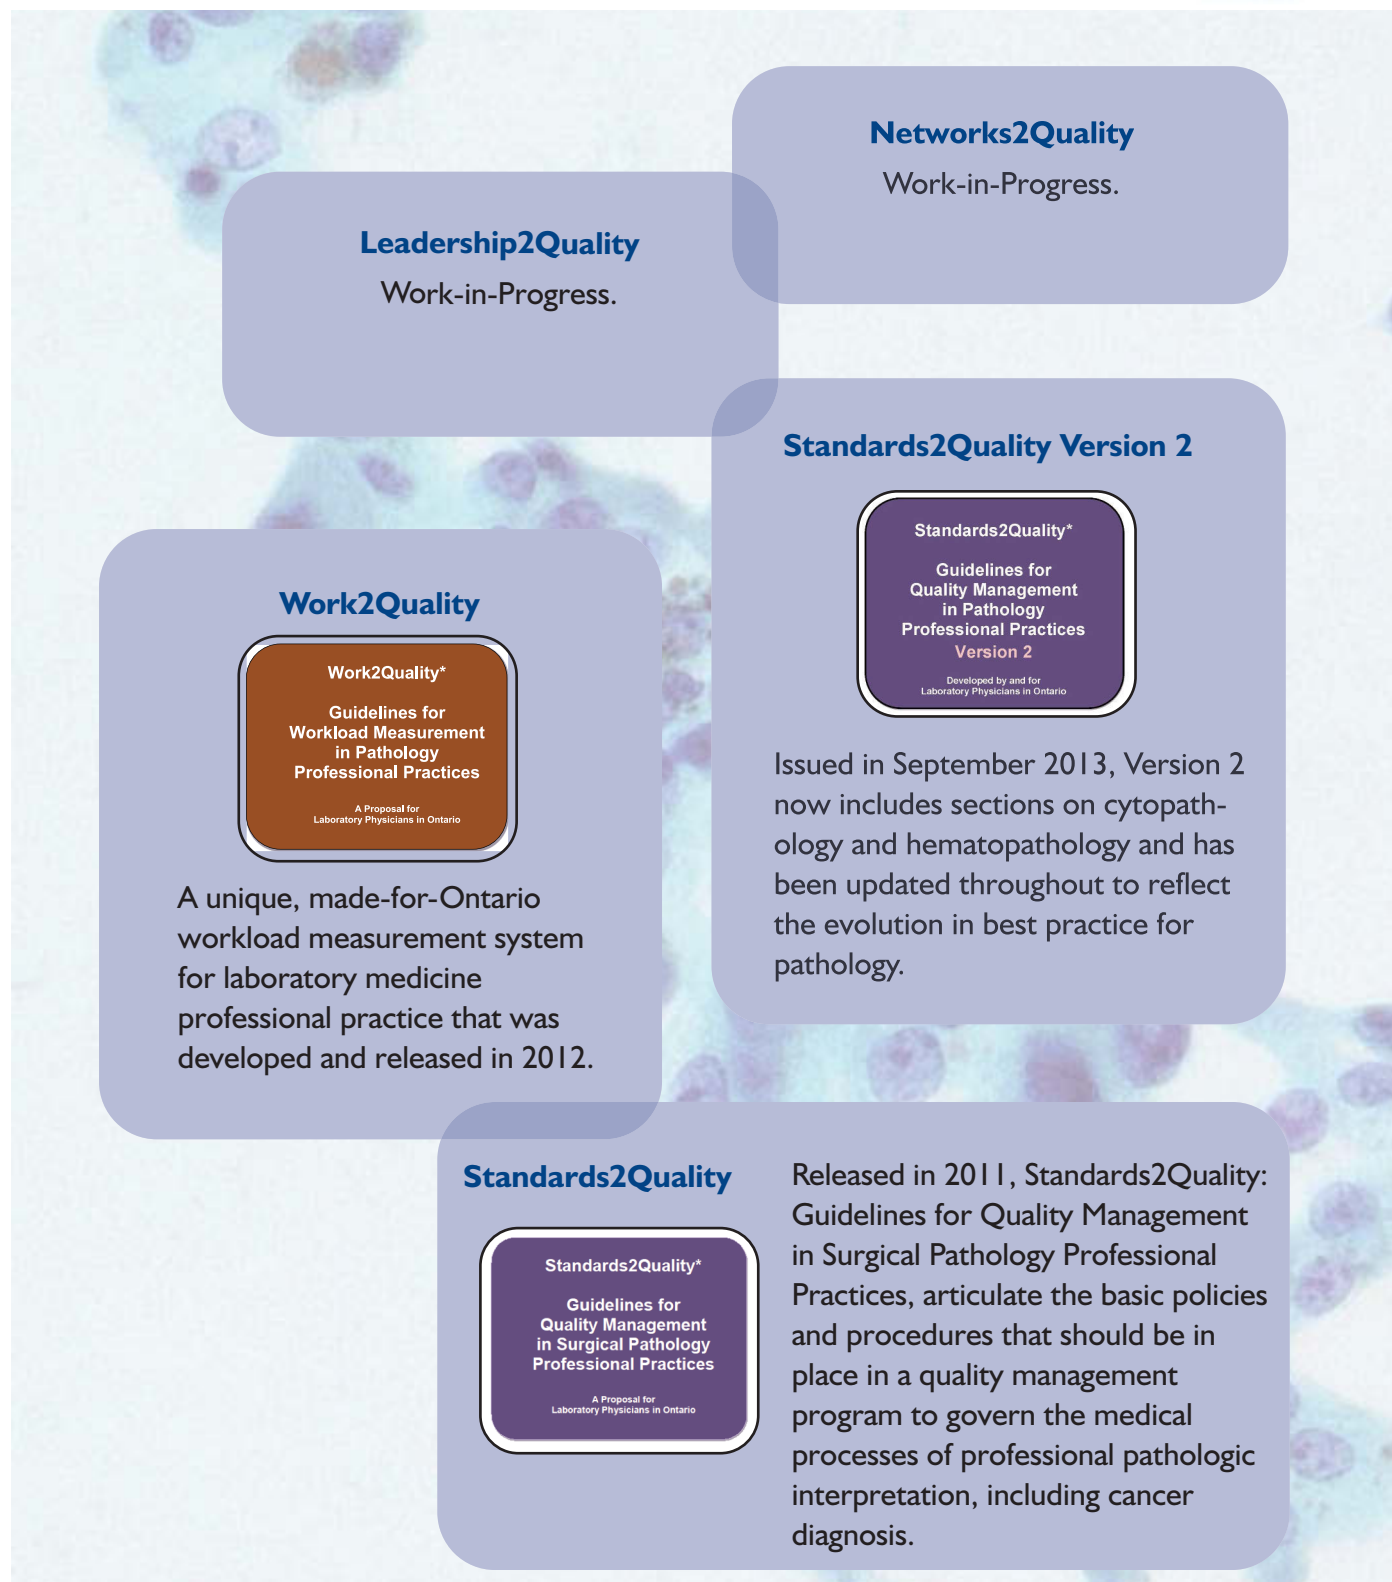 Networks2Quality
Work-in-Progress.
Leadership2Quality
Work-in-Progress.
Standards2Quality Version 2
Standards2Quality*
Guidelines for
Quality Management
in Pathology
Professional Practices
Version 2
Developed by and for
Laboratory Physicians in Ontario
Issued in September 2013, Version 2
now includes sections on cytopath-
ology and hematopathology and has
been updated throughout to reflect
the evolution in best practice for
pathology.
Work2Quality
Work2Quality*
Guidelines for
Workload Measurement
in Pathology
Professional Practices
A Proposal for
Laboratory Physicians in Ontario
A unique, made-for-Ontario
workload measurement system
for laboratory medicine
professional practice that was
developed and released in 2012.
Standards2Quality
Standards2Quality*
Guidelines for
Quality Management
in Surgical Pathology
Professional Practices
A Proposal for
Laboratory Physicians in Ontario
Released in 2011, Standards2Quality:
Guidelines for Quality Management
in Surgical Pathology Professional
Practices, articulate the basic policies
and procedures that should be in
place in a quality management
program to govern the medical
processes of professional pathologic
interpretation, including cancer
diagnosis.